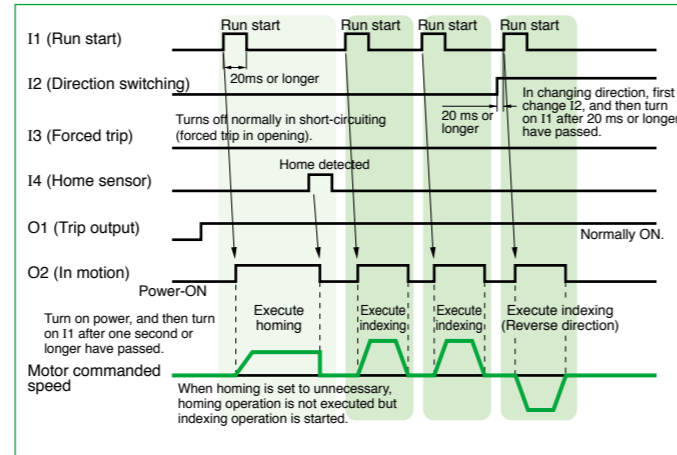 Run start Run start Run start Run start
I1 (Run start)
20ms or longer
I2 (Direction switching)
In changing direction, first
change I2, and then turn
on I1 after 20 ms or longer
have passed.
20 ms or
longer
Turns off normally in short-circuiting
(forced trip in opening).
I3 (Forced trip)
Home detected
I4 (Home sensor)
O1 (Trip output)
Normally ON.
O2 (In motion)
Power-ON
Turn on power, and then turn
on I1 after one second or
longer have passed.
Execute
homing
Execute
indexing
Execute
indexing
Execute indexing
(Reverse direction)
Motor commanded
speed
When homing is set to unnecessary,
homing operation is not executed but
indexing operation is started.